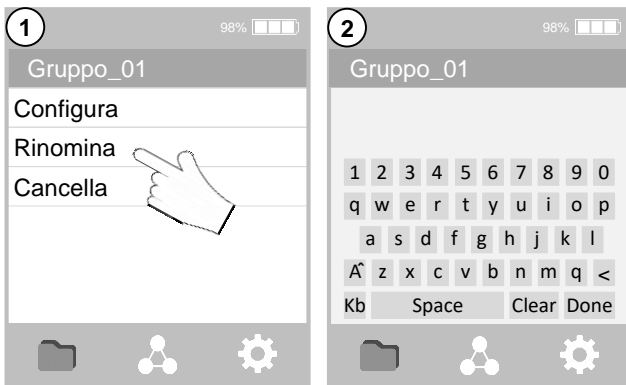 1
98%
Gruppo_01
Configura
Rinomina
Cancella
2
98%
Gruppo_01
1 2 3 4 5 6 7 8 9 0
q w e r t y u i o p
a s d f g h j k l
Â z x c v b n m q <
Kb Space Clear Done